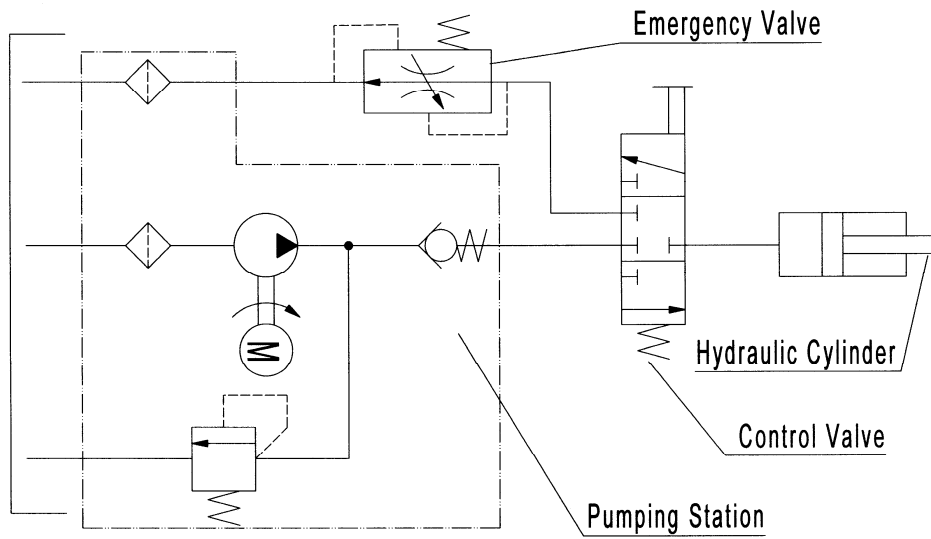 Emergency Valve
M
Hydraulic Cylinder
Control Valve
Pumping Station